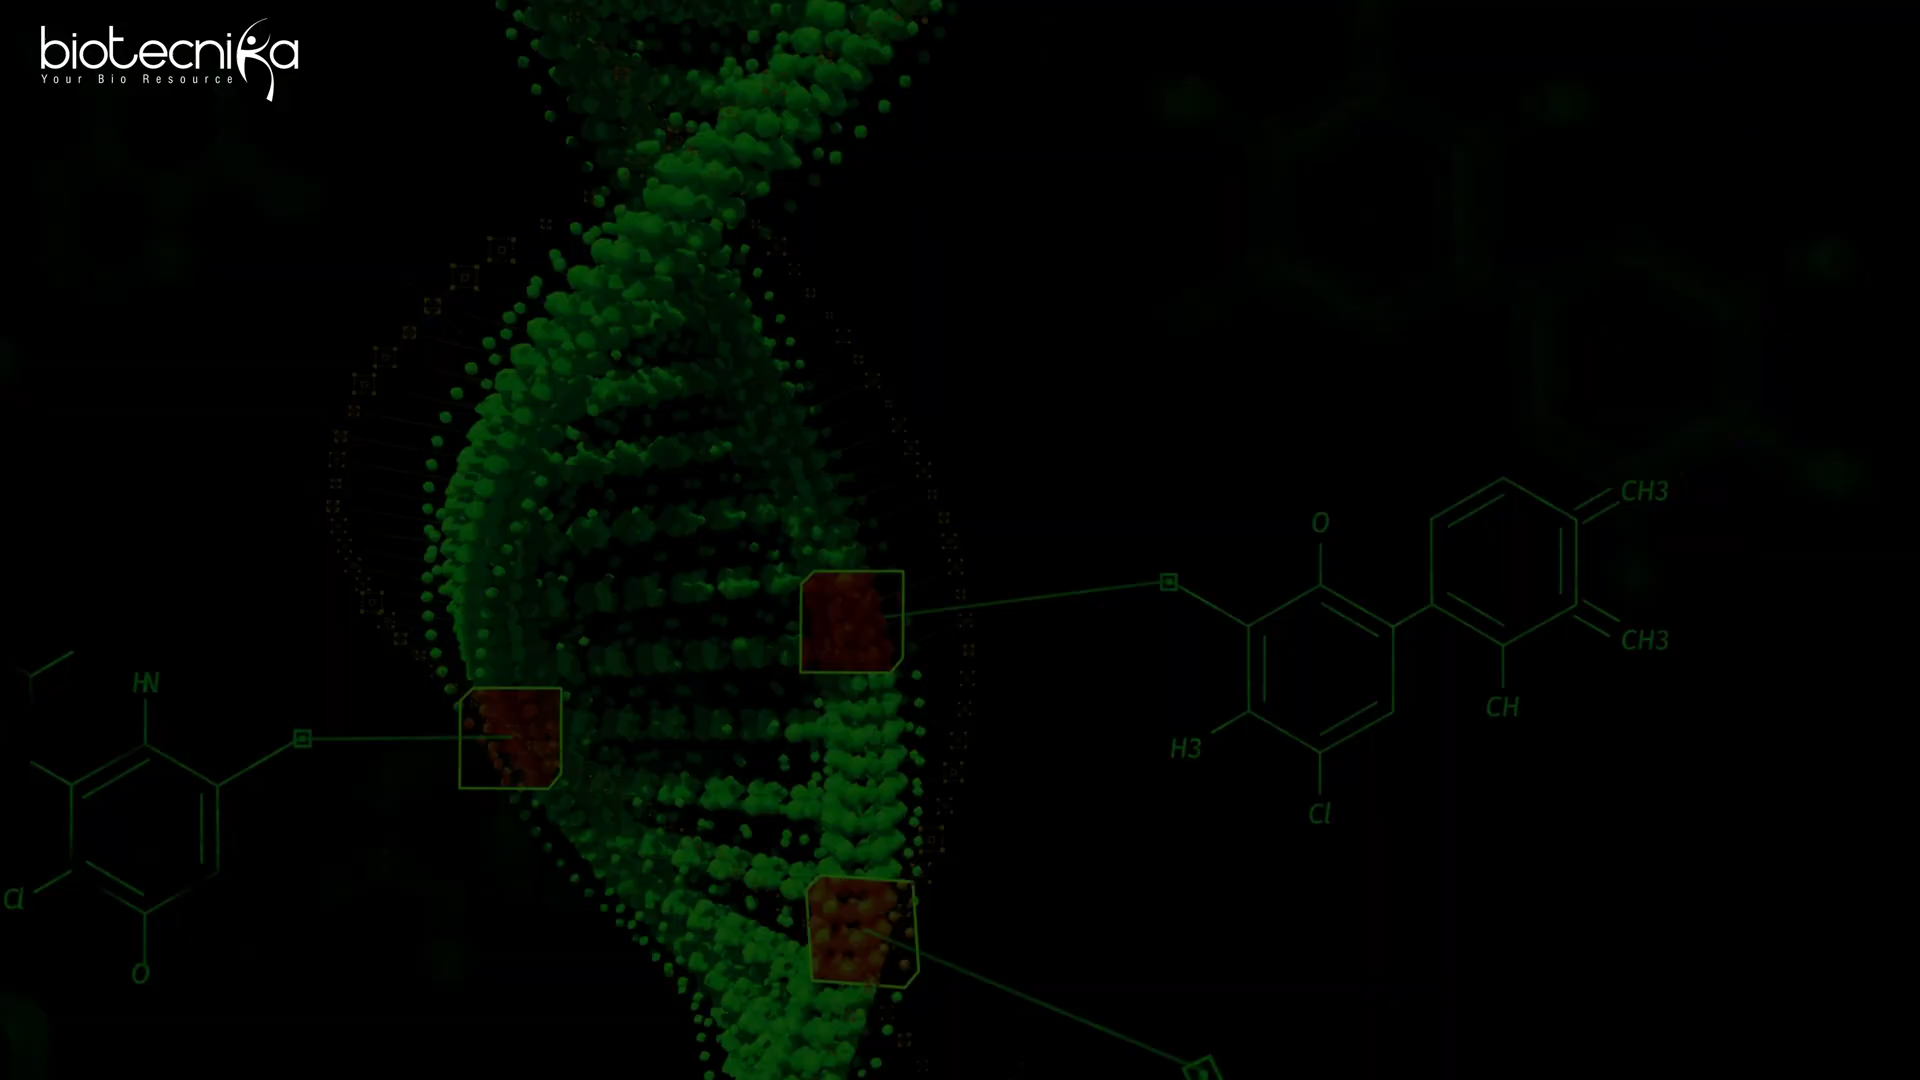 biotecnika
Your Bio Resource
CH3
O
CH3
HN
CH
H3
Cl
Cl
O